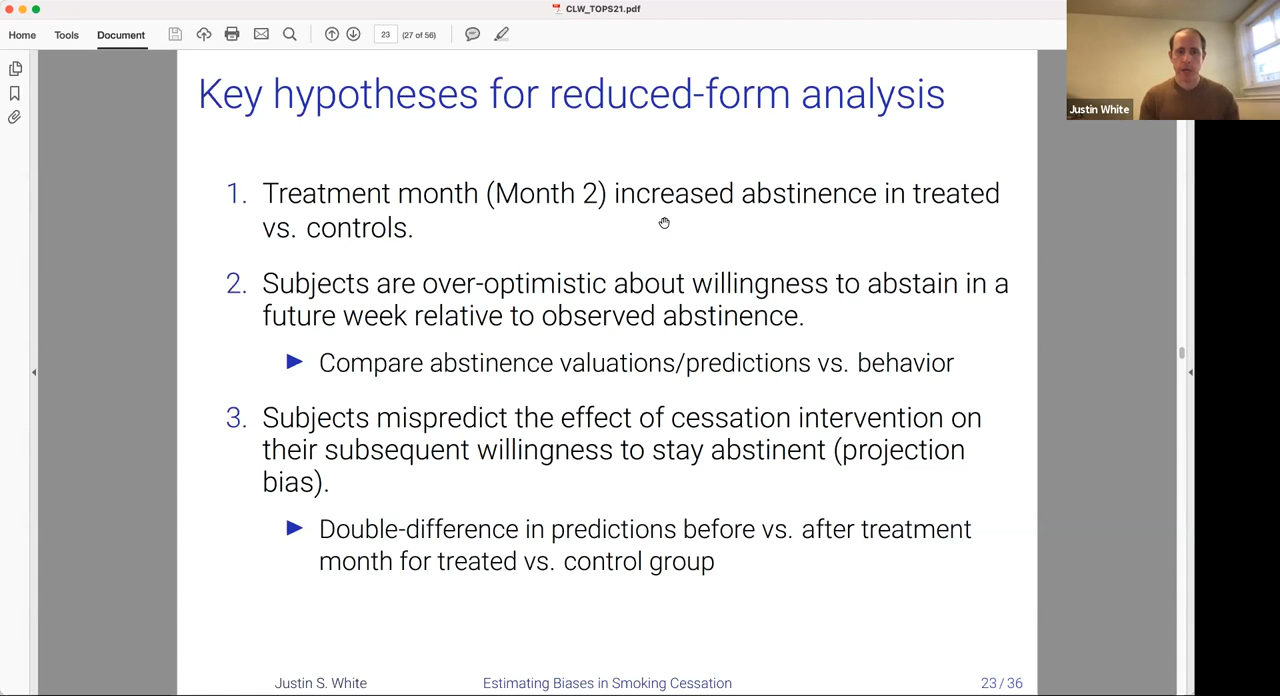 CLW_TOPS21.pdf
Home Tools Document 23 (27 of 56)
Justin White
Key hypotheses for reduced-form analysis
1. Treatment month (Month 2) increased abstinence in treated
vs. controls.
2. Subjects are over-optimistic about willingness to abstain in a
future week relative to observed abstinence.
Compare abstinence valuations/predictions vs. behavior
3. Subjects mispredict the effect of cessation intervention on
their subsequent willingness to stay abstinent (projection
bias).
Double-difference in predictions before vs. after treatment
month for treated vs. control group
Justin S. White Estimating Biases in Smoking Cessation 23 / 36